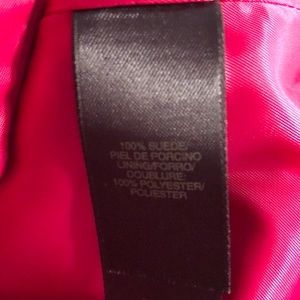 100% SUEDE/
PIEL DE PORCINO
LINING/FORRO/
DOUBLURE:
100% POLYESTER/
POLIESTER